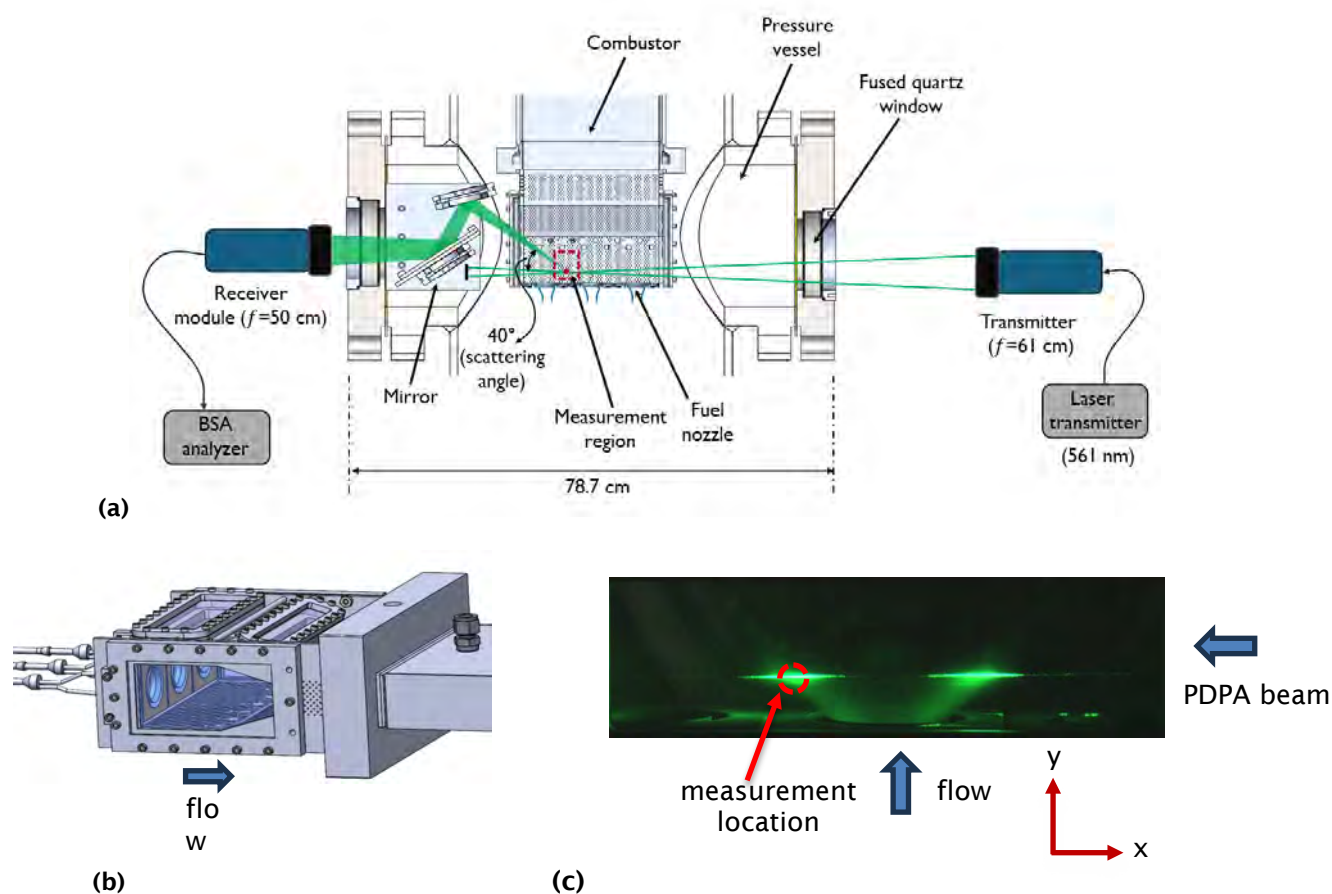 Combustor
Pressure
vessel
Fused quartz
window
Receiver
module (f=50 cm)
40°
(scattering
angle)
Transmitter
(f=61 cm)
Mirror
Measurement
region
Fuel
nozzle
BSA
analyzer
Laser
transmitter
(561 nm)
78.7 cm
(a)
flo
w
(b)
PDPA beam
measurement
location
flow
y
x
(c)